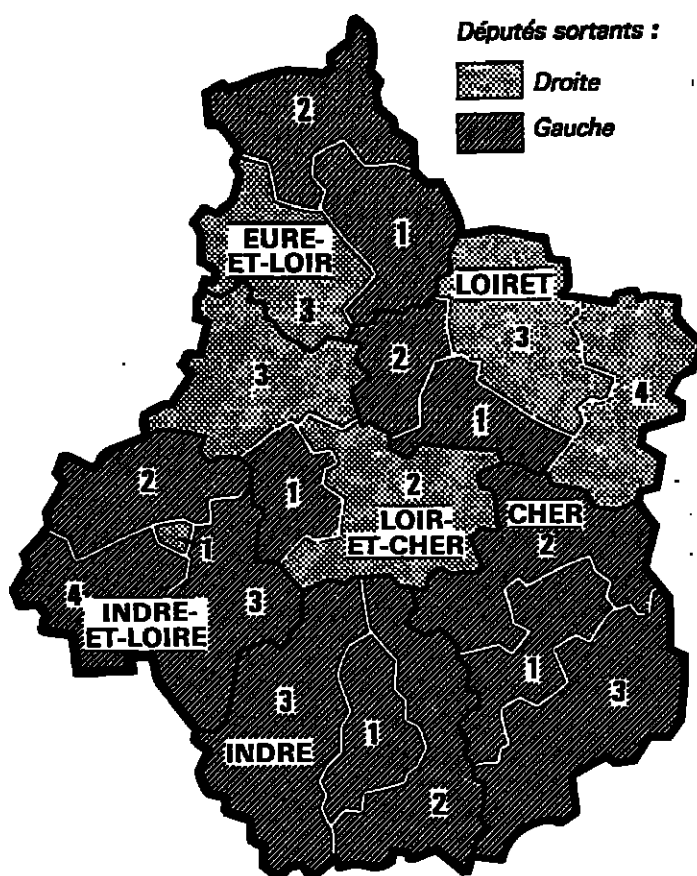 Députés sortants :
Droite
Gauche
2
1
EURE-
ET-LOIR
3
LOIRET
3
4
2
1
3
2
1
2
LOIR-
ET-CHER
CHER
2
1
4
INDRE-
ET-LOIRE
3
1
3
3
INDRE
1
2